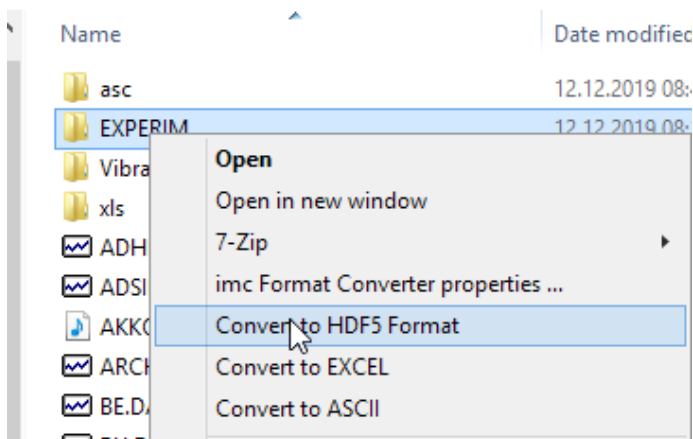 Name Date modified
asc 12.12.2019 08:
EXPERIM 12.12.2019 08:
Open
Vibra
Open in new window
xls
7-Zip
ADH
imc Format Converter properties ...
ADSI
Convert to HDF5 Format
AKK
Convert to EXCEL
ARCH
Convert to ASCII
BE.D